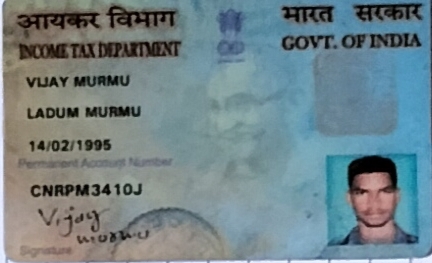 आयकर विभाग
भारत सरकार
INCOME TAX DEPARTMENT
GOVT. OF INDIA
VIJAY MURMU
LADUM MURMU
14/02/1995
Permanent Account Number
CNRPM3410J
Vijay
murmu
Signature